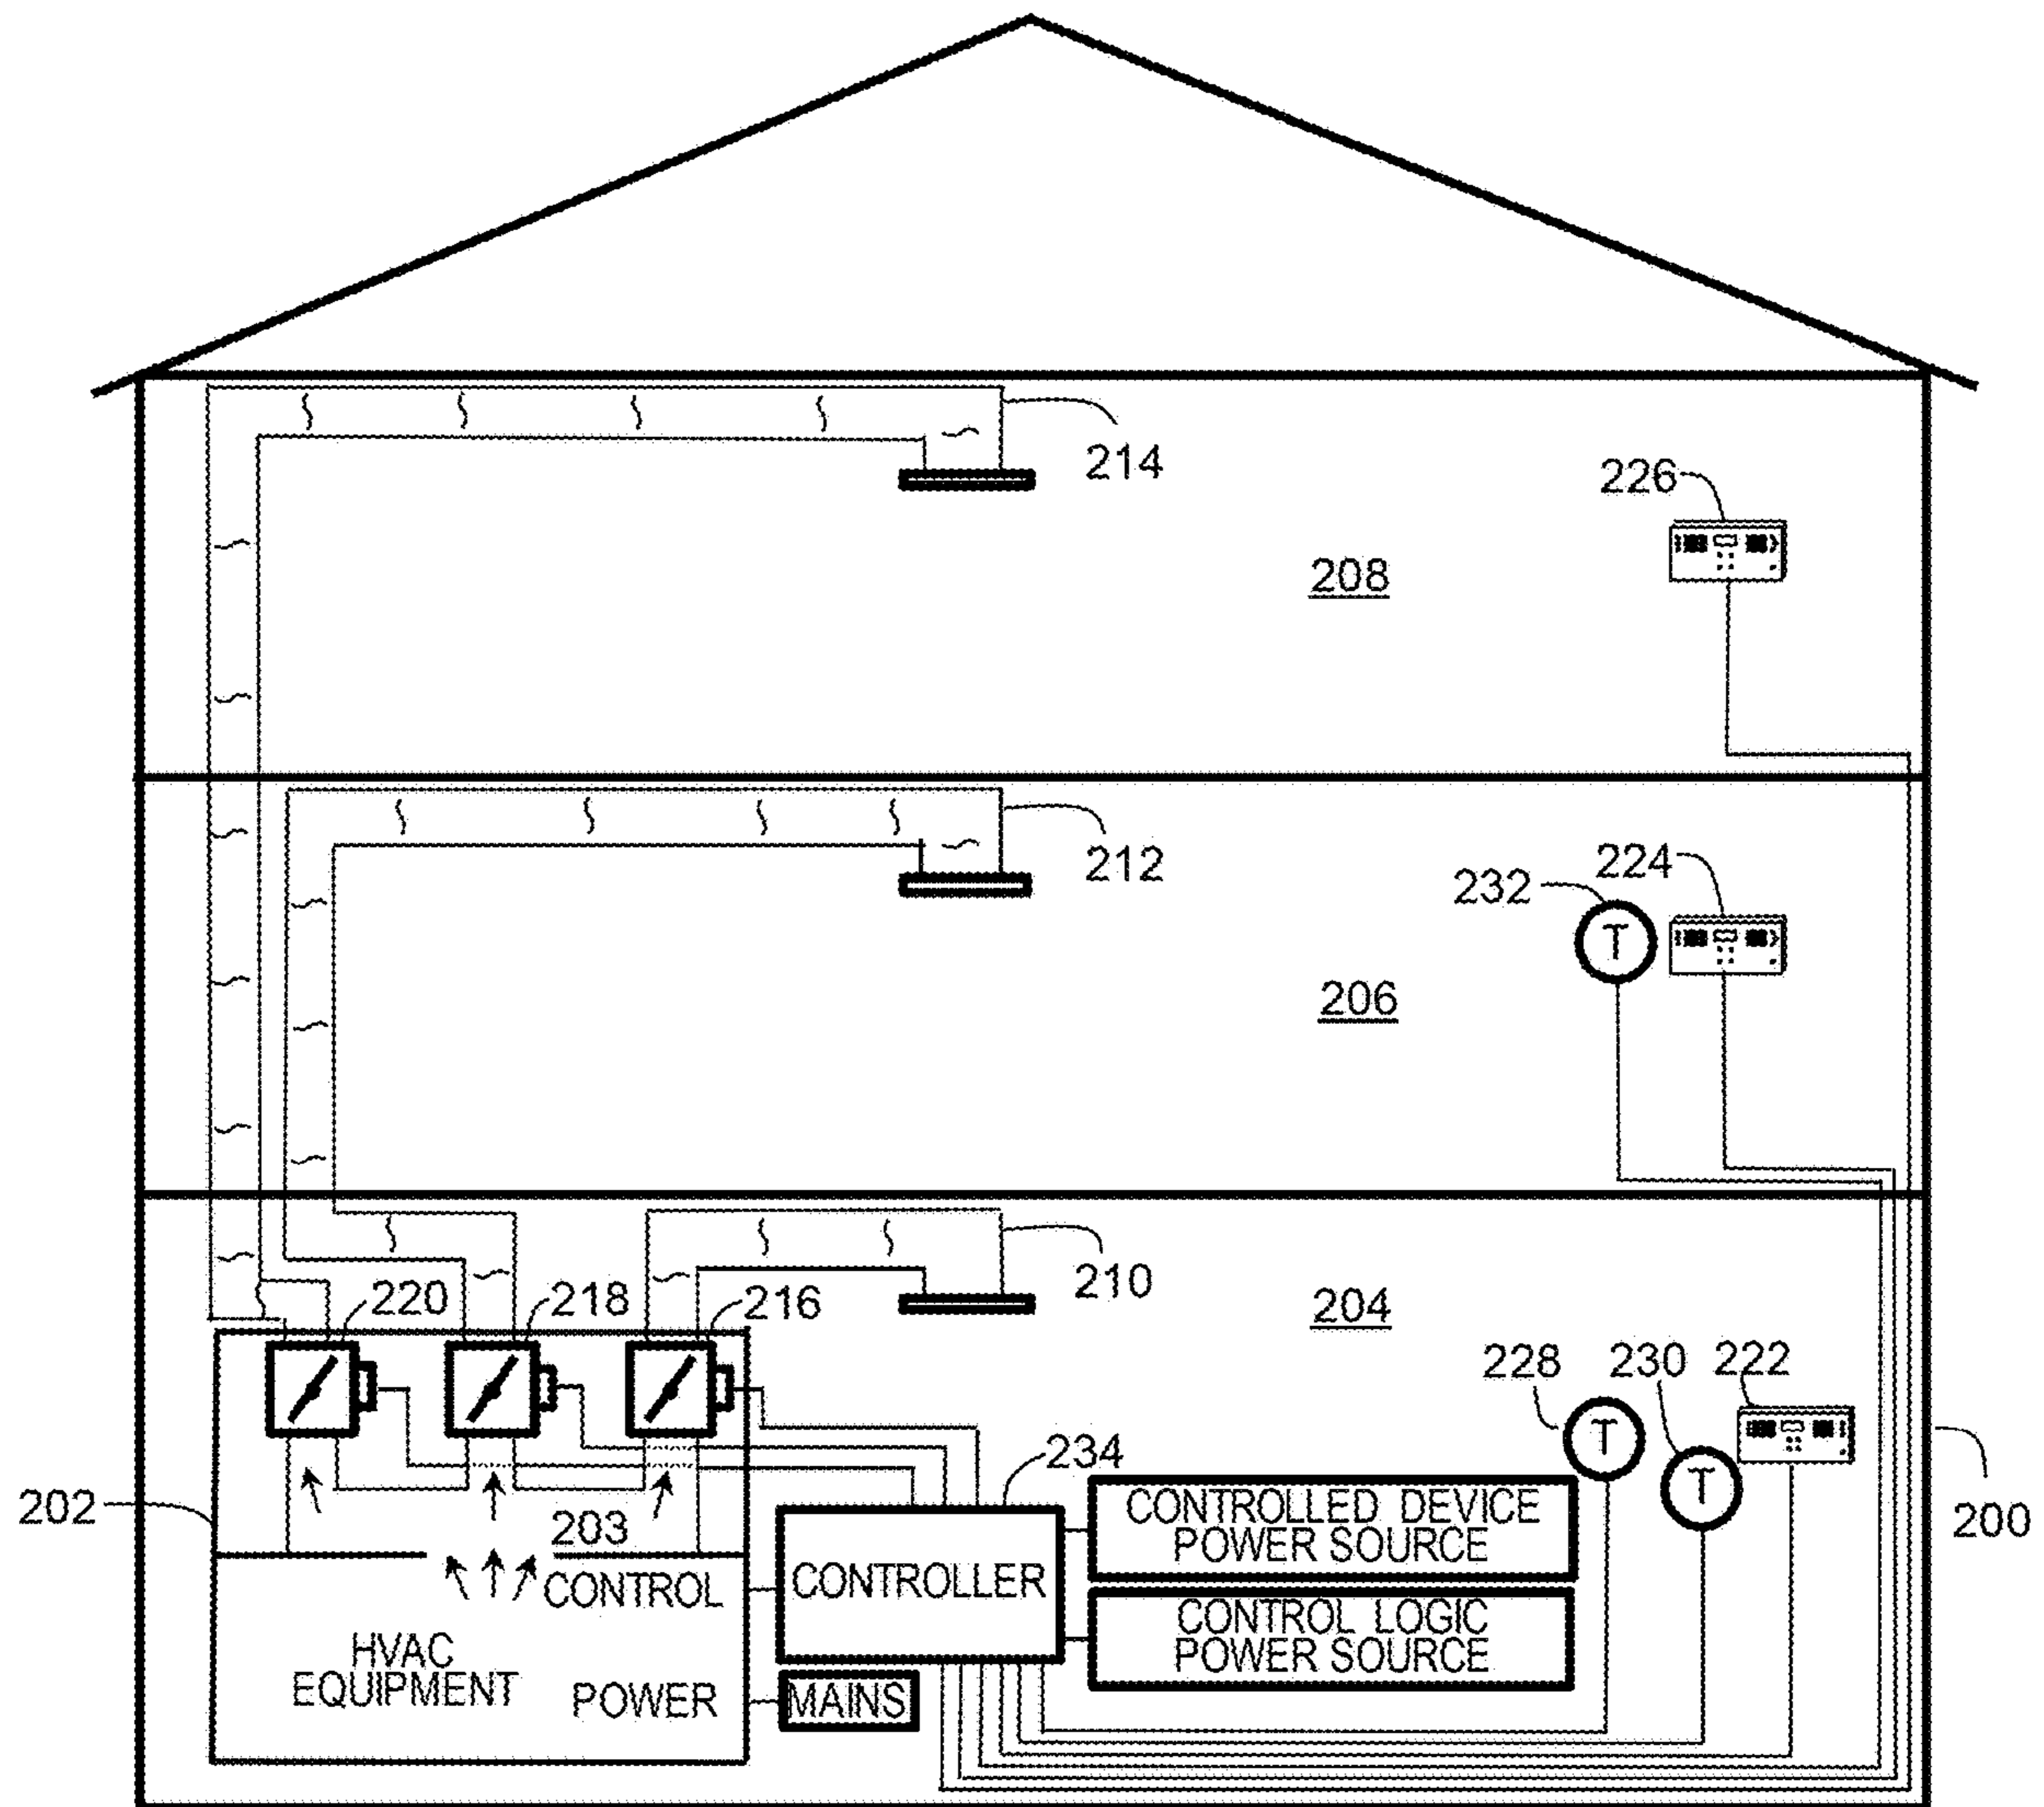 214
226
208
212
232
224
206
210
220
218
216
204
228
230
222
T
T
T
234
202
203
200
CONTROLLED DEVICE
POWER SOURCE
CONTROL
CONTROLLER
CONTROL LOGIC
POWER SOURCE
HVAC
EQUIPMENT
POWER
MAINS